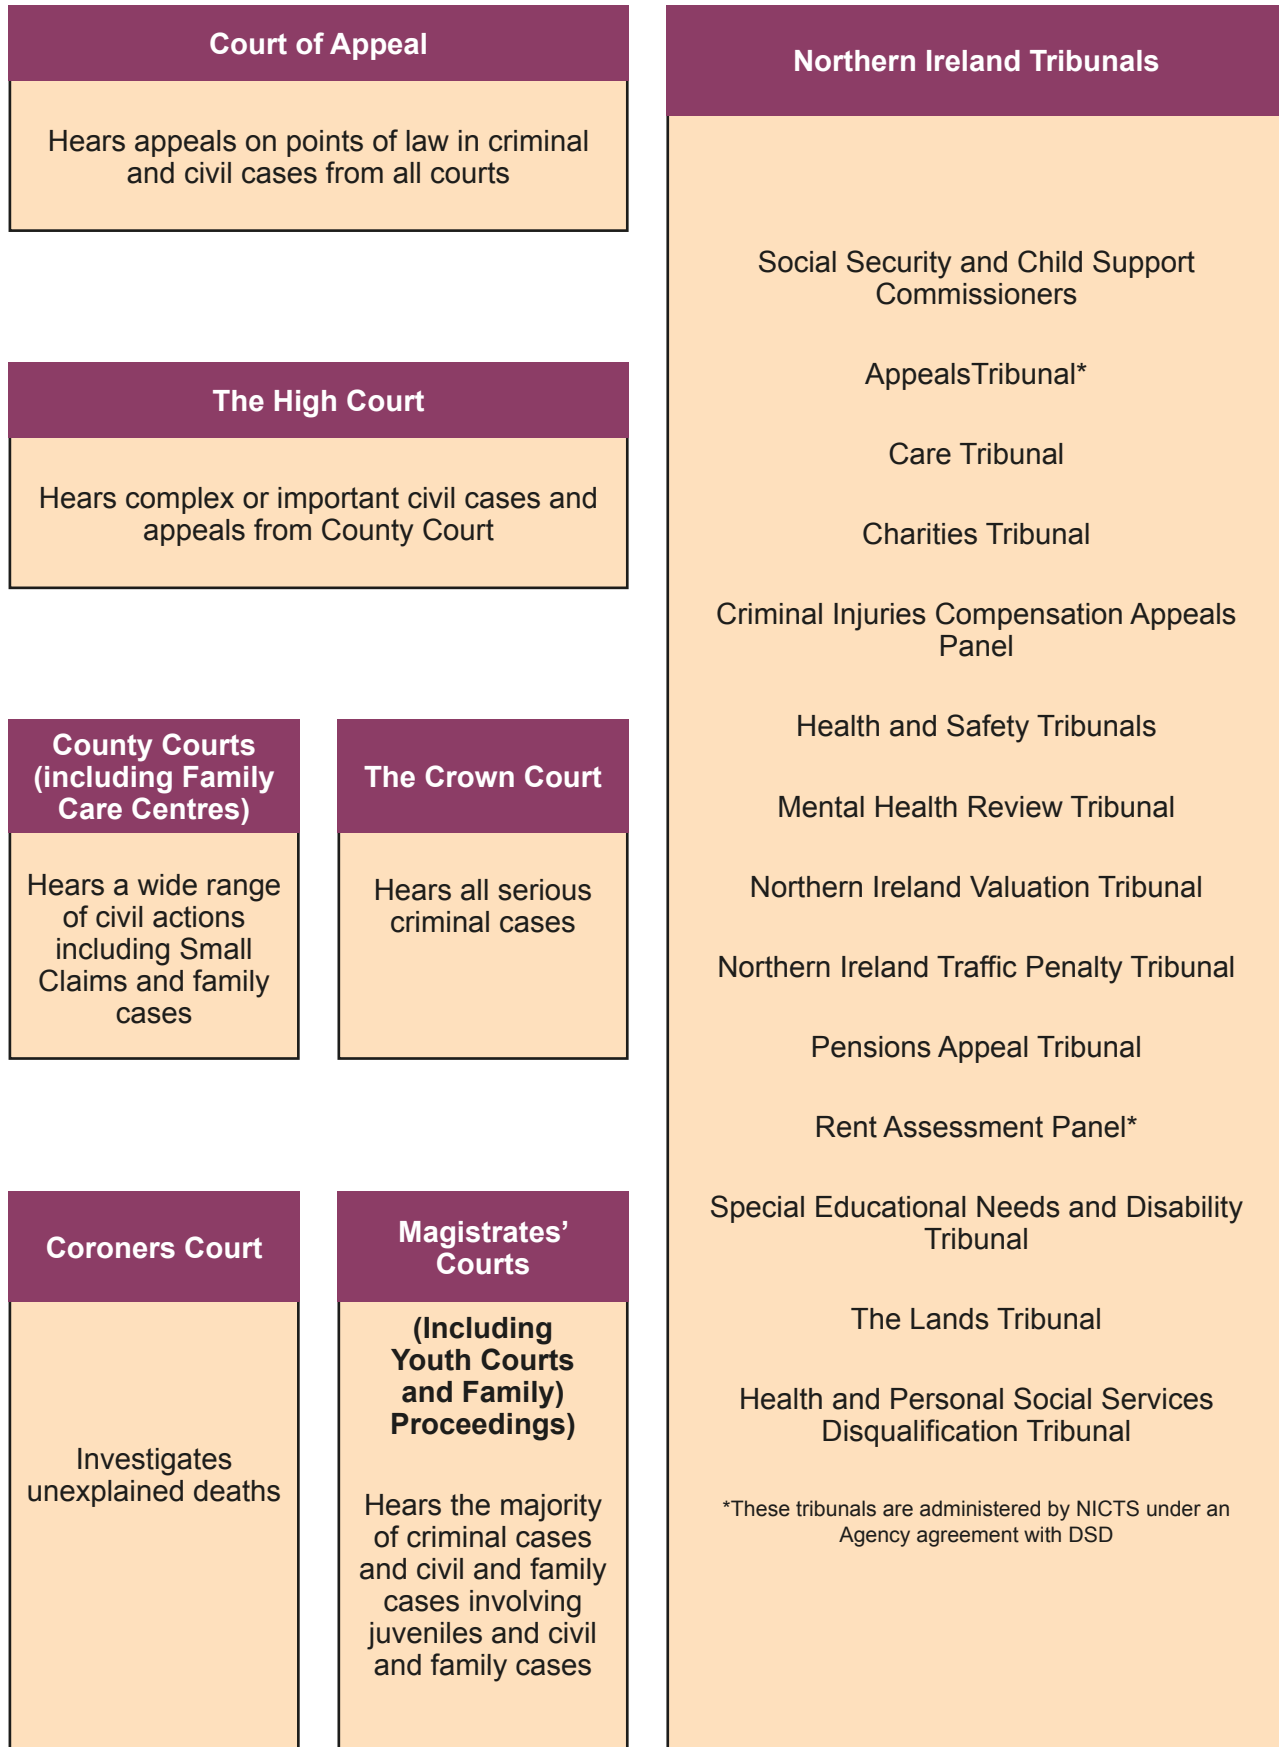 Court of Appeal
Hears appeals on points of law in criminal
and civil cases from all courts
The High Court
Hears complex or important civil cases and
appeals from County Court
County Courts
(including Family
Care Centres)
Hears a wide range
of civil actions
including Small
Claims and family
cases
The Crown Court
Hears all serious
criminal cases
Coroners Court
Investigates
unexplained deaths
Magistrates’
Courts
(Including
Youth Courts
and Family)
Proceedings)
Hears the majority
of criminal cases
and civil and family
cases involving
juveniles and civil
and family cases
Northern Ireland Tribunals
Social Security and Child Support
Commissioners
AppealsTribunal*
Care Tribunal
Charities Tribunal
Criminal Injuries Compensation Appeals
Panel
Health and Safety Tribunals
Mental Health Review Tribunal
Northern Ireland Valuation Tribunal
Northern Ireland Traffic Penalty Tribunal
Pensions Appeal Tribunal
Rent Assessment Panel*
Special Educational Needs and Disability
Tribunal
The Lands Tribunal
Health and Personal Social Services
Disqualification Tribunal
*These tribunals are administered by NICTS under an
Agency agreement with DSD